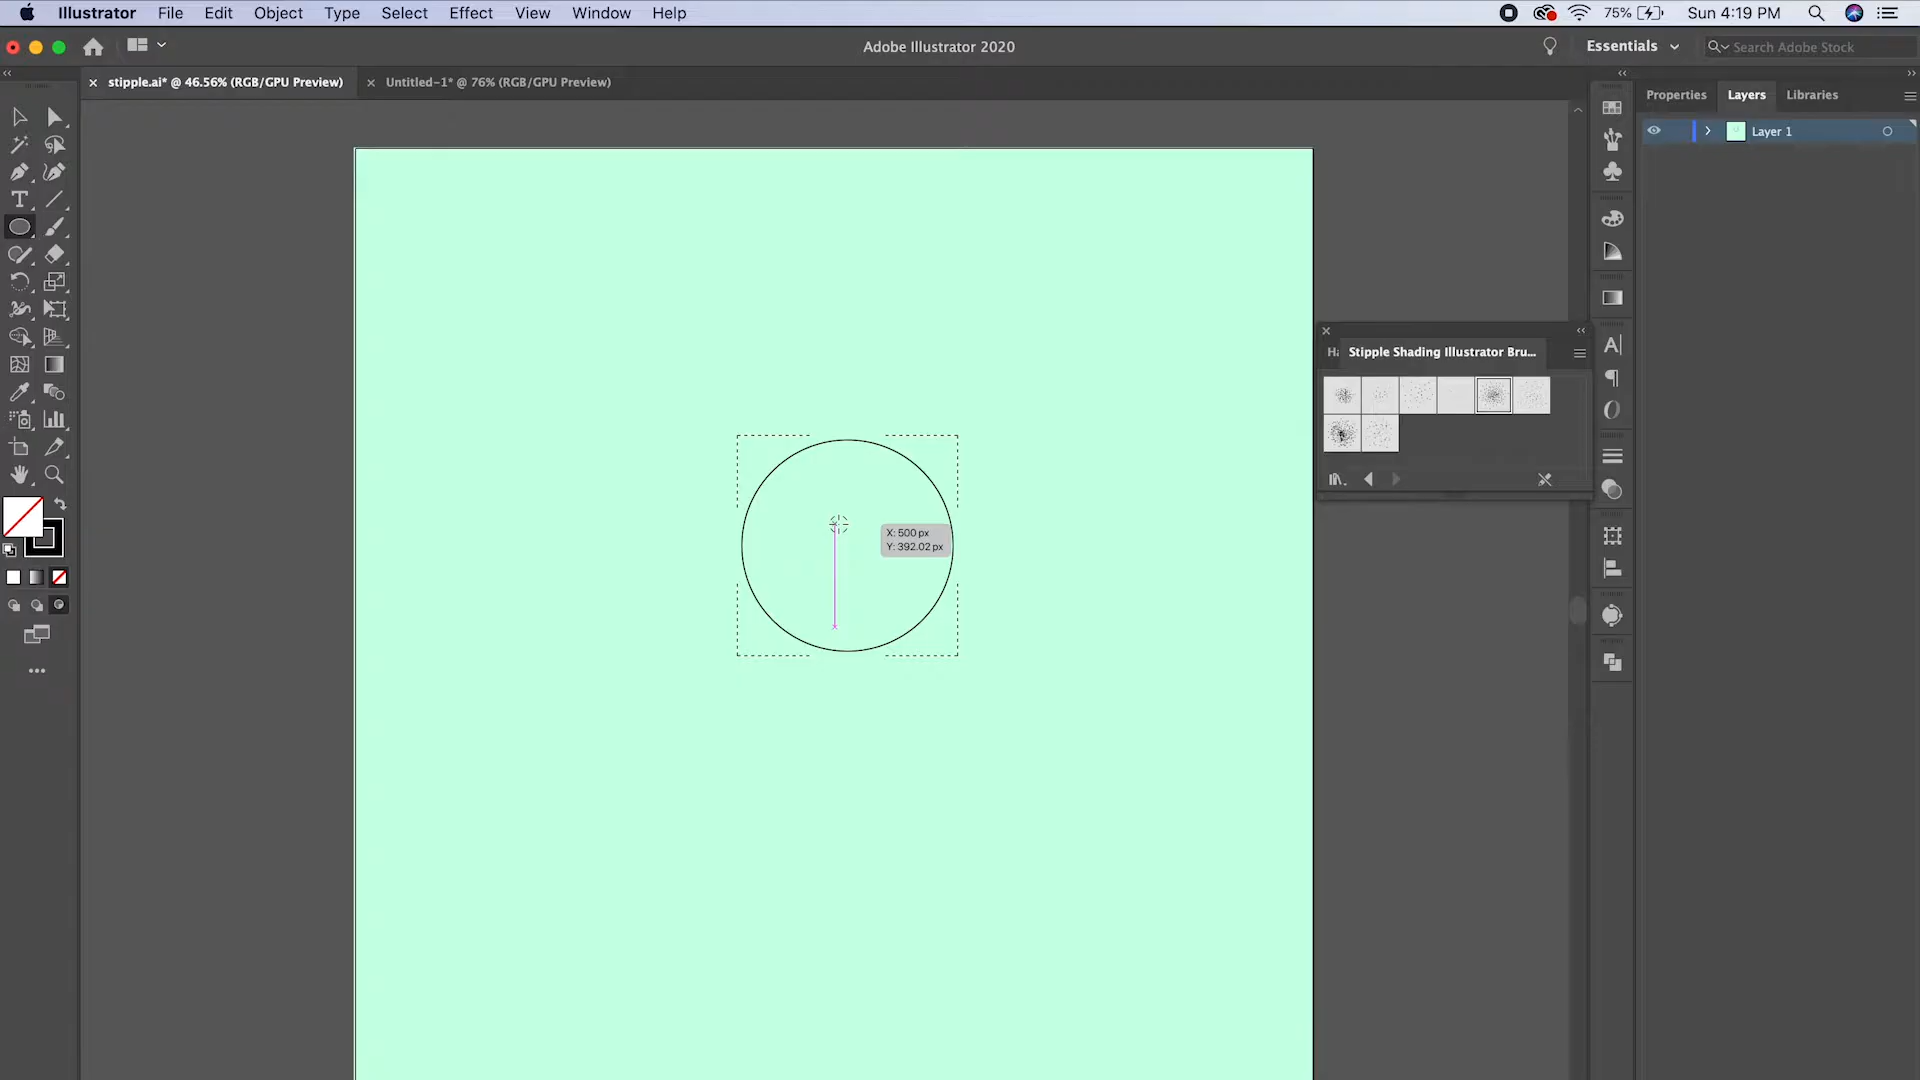 Illustrator File Edit Object Type Select Effect View Window Help
75%
Sun 4:19 PM
Adobe Illustrator 2020
Essentials
Search Adobe Stock
stipple.ai* @ 46.56% (RGB/GPU Preview)
Untitled-1* @ 76% (RGB/GPU Preview)
Properties Layers Libraries
Layer 1
Stipple Shading Illustrator Bru...
X: 500 px
Y: 392.02 px